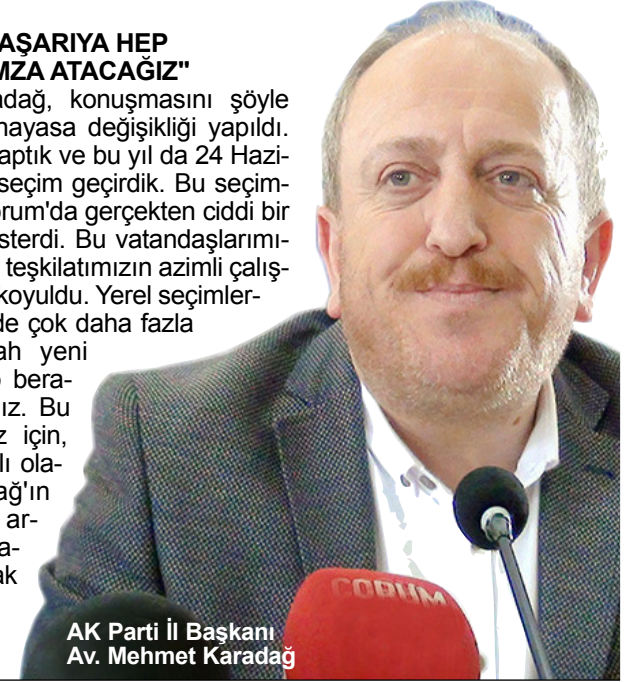 AŞARIYA HEP
MZA ATACAĞIZ"
adağ, konuşmasını şöyle
nayasa değişikliği yapıldı.
aptık ve bu yıl da 24 Hazi-
seçim geçirdik. Bu seçim-
orum'da gerçekten ciddi bir
sterdi. Bu vatandaşlarımı-
teşkilatımızın azimli çalış-
koyuldu. Yerel seçimler-
de çok daha fazla
ah yeni
bera-
ız. Bu
z için,
lı ola-
ağ'ın
ar-
a-
ak
ÇORUM
AK Parti İl Başkanı
Av. Mehmet Karadağ